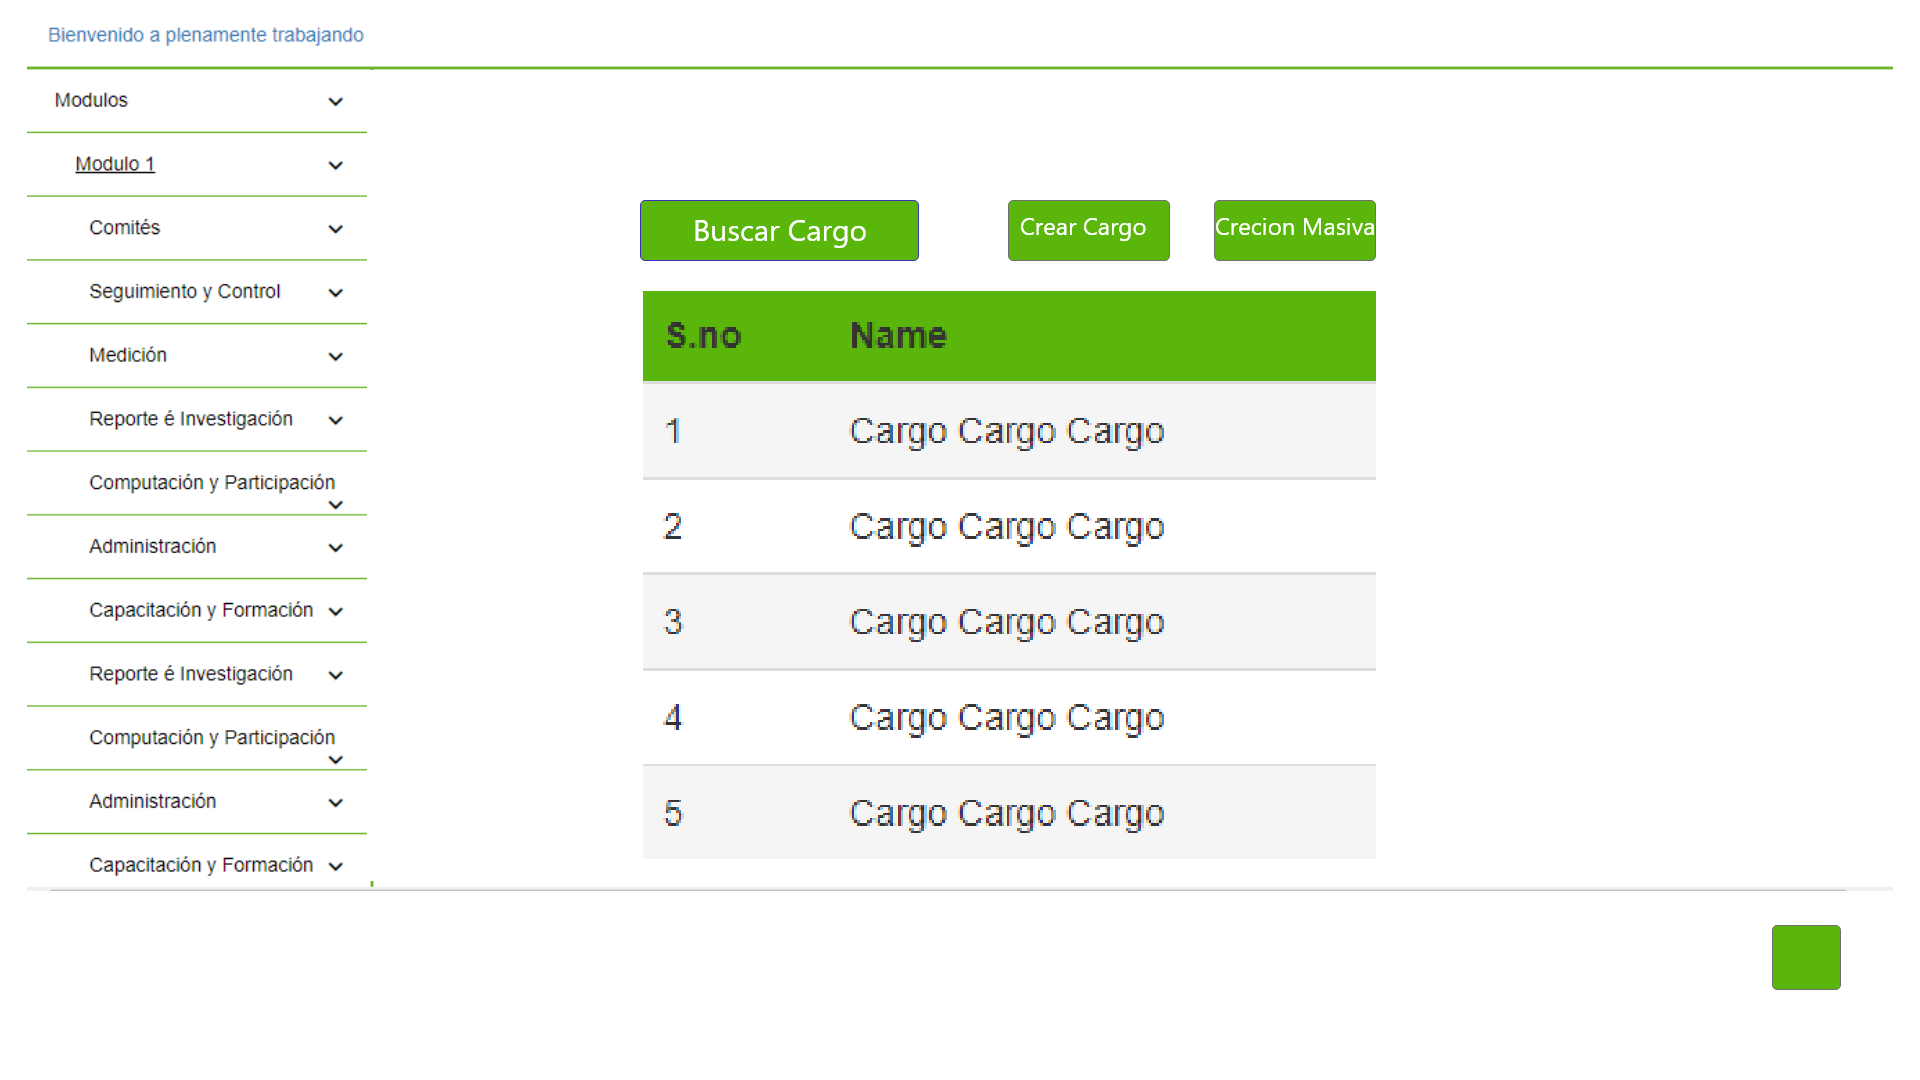 Bienvenido a plenamente trabajando
Modulos
Modulo 1
Comités
Seguimiento y Control
Medición
Reporte é Investigación
Computación y Participación
Administración
Capacitación y Formación
Reporte é Investigación
Computación y Participación
Administración
Capacitación y Formación
Buscar Cargo Crear Cargo Crecion Masiva
S.no Name
1 Cargo Cargo Cargo
2 Cargo Cargo Cargo
3 Cargo Cargo Cargo
4 Cargo Cargo Cargo
5 Cargo Cargo Cargo